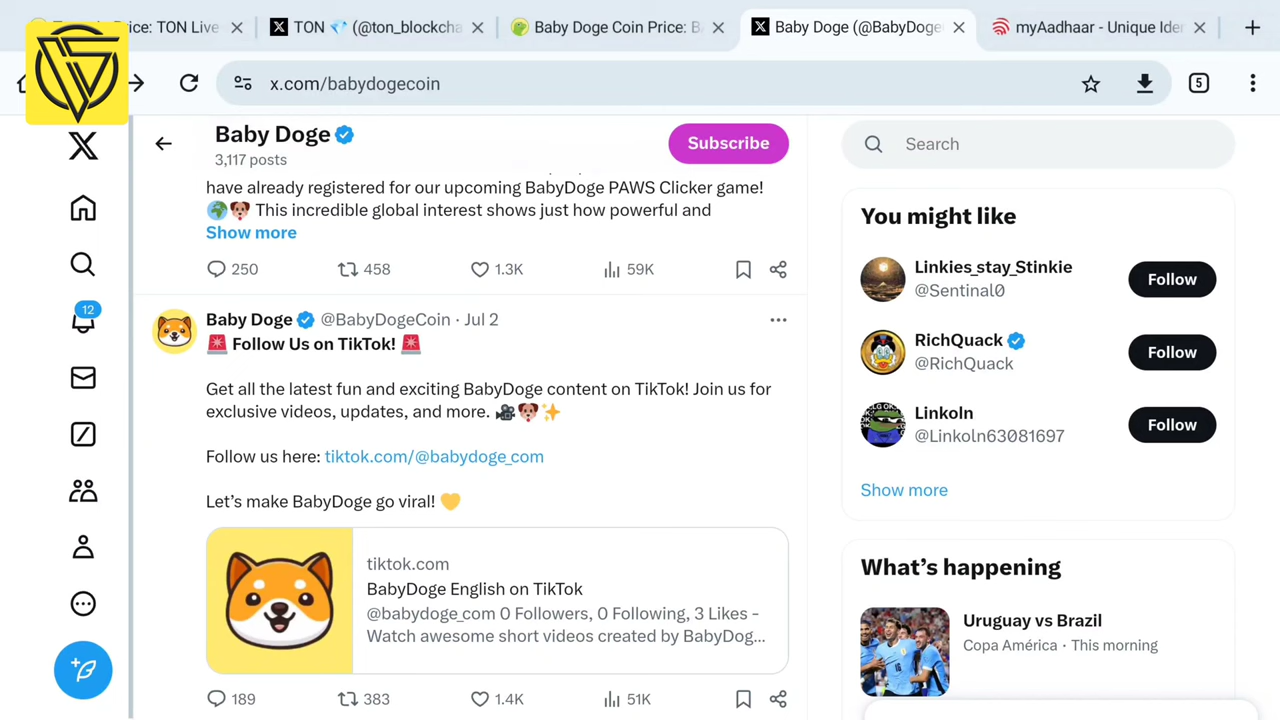 Price: TON Live
TON 💎 (@ton_blockcha
Baby Doge Coin Price: B
Baby Doge (@BabyDoge
myAadhaar - Unique Iden
x.com/babydogecoin
5
Baby Doge
3,117 posts
Subscribe
Search
have already registered for our upcoming BabyDoge PAWS Clicker game!
🌍🐶 This incredible global interest shows just how powerful and
Show more
250 458 1.3K 59K
12
Baby Doge @BabyDogeCoin · Jul 2
🚨 Follow Us on TikTok! 🚨
Get all the latest fun and exciting BabyDoge content on TikTok! Join us for
exclusive videos, updates, and more. 🎥🐶✨
Follow us here: tiktok.com/@babydoge_com
Let's make BabyDoge go viral! 💛
tiktok.com
BabyDoge English on TikTok
@babydoge_com 0 Followers, 0 Following, 3 Likes -
Watch awesome short videos created by BabyDog...
189 383 1.4K 51K
You might like
Linkies_stay_Stinkie
@Sentinal0
Follow
RichQuack
@RichQuack
Follow
Linkoln
@Linkoln63081697
Follow
Show more
What's happening
Uruguay vs Brazil
Copa América · This morning